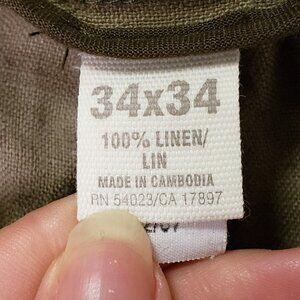 34x34
100% LINEN/
LIN
MADE IN CAMBODIA
RN 54023/CA 17897